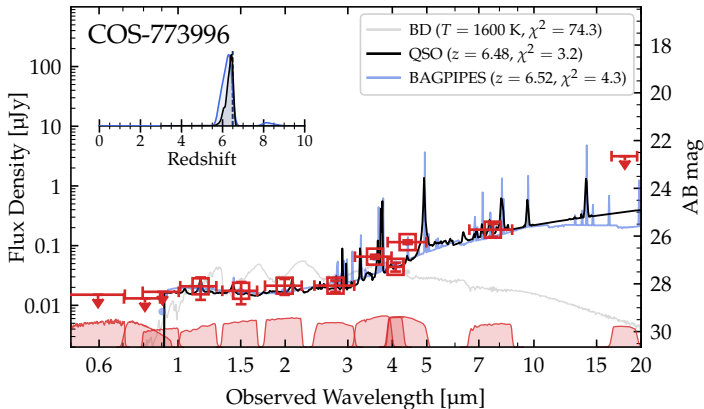 COS-773996
BD (T = 1600 K, χ² = 74.3)
QSO (z = 6.48, χ² = 3.2)
BAGPIPES (z = 6.52, χ² = 4.3)
Flux Density [μJy]
100
10
1
0.1
0.01
0 2 4 6 8 10
Redshift
18
20
22
24
26
28
30
AB mag
0.6 1 1.5 2 3 4 5 7 10 15 20
Observed Wavelength [μm]